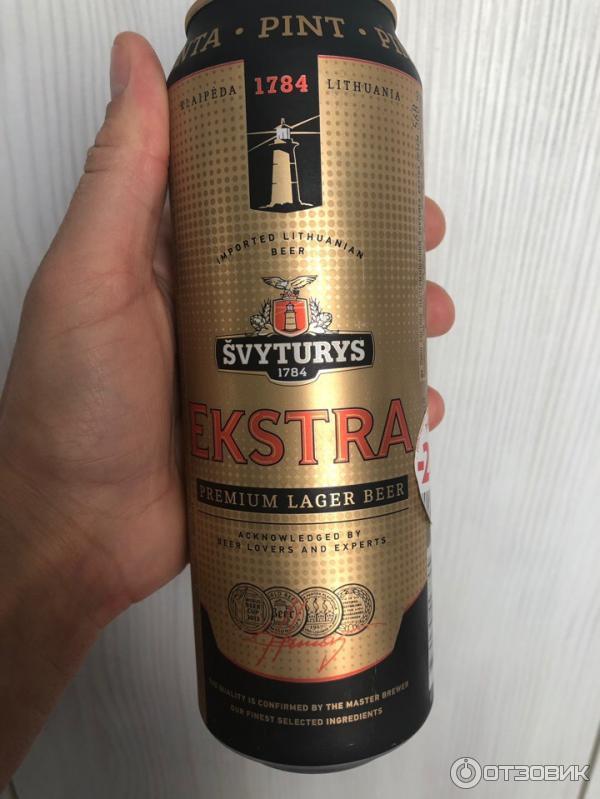 · PINT ·
KLAIPĖDA 1784 LITHUANIA
IMPORTED LITHUANIAN
BEER
ŠVYTURYS
1784
EKSTRA
PREMIUM LAGER BEER
ACKNOWLEDGED BY
BEER LOVERS AND EXPERTS
QUALITY IS CONFIRMED BY THE MASTER BREWER
OUR FINEST SELECTED INGREDIENTS
ОТЗОВИК